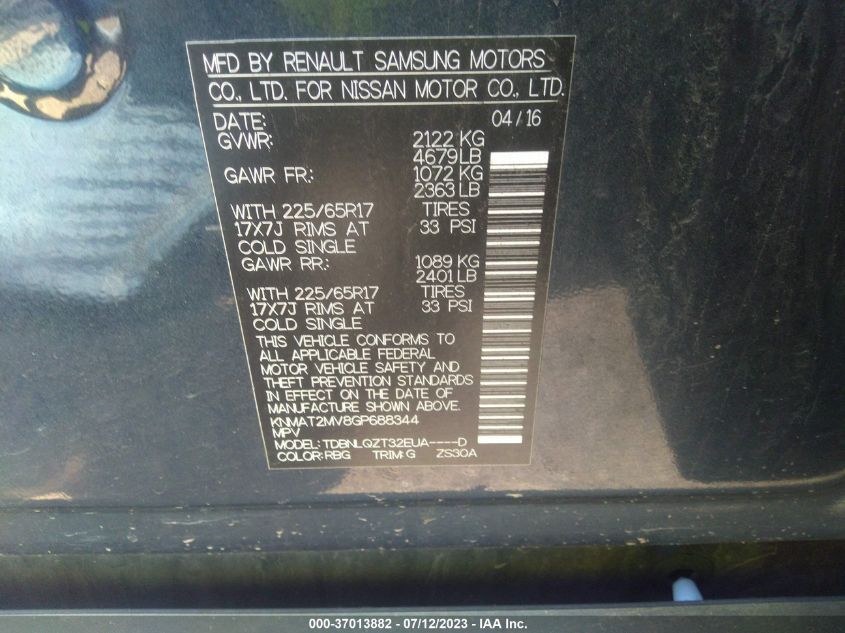 MFD BY RENAULT SAMSUNG MOTORS
CO., LTD. FOR NISSAN MOTOR CO., LTD.
DATE: 04/16
GVWR: 2122 KG
4679LB
GAWR FR: 1072 KG
2363 LB
WITH 225/65R17 TIRES
17X7J RIMS AT 33 PSI
COLD SINGLE
GAWR RR: 1089 KG
2401LB
WITH 225/65R17 TIRES
17X7J RIMS AT 33 PSI
COLD SINGLE
THIS VEHICLE CONFORMS TO
ALL APPLICABLE FEDERAL
MOTOR VEHICLE SAFETY AND
THEFT PREVENTION STANDARDS
IN EFFECT ON THE DATE OF
MANUFACTURE SHOWN ABOVE.
KNMAT2MV8GP688344
MPV
MODEL: TDBNLQZT32EUA----D
COLOR:RBG TRIM:G ZS30A
000-37013882 - 07/12/2023 - IAA Inc.